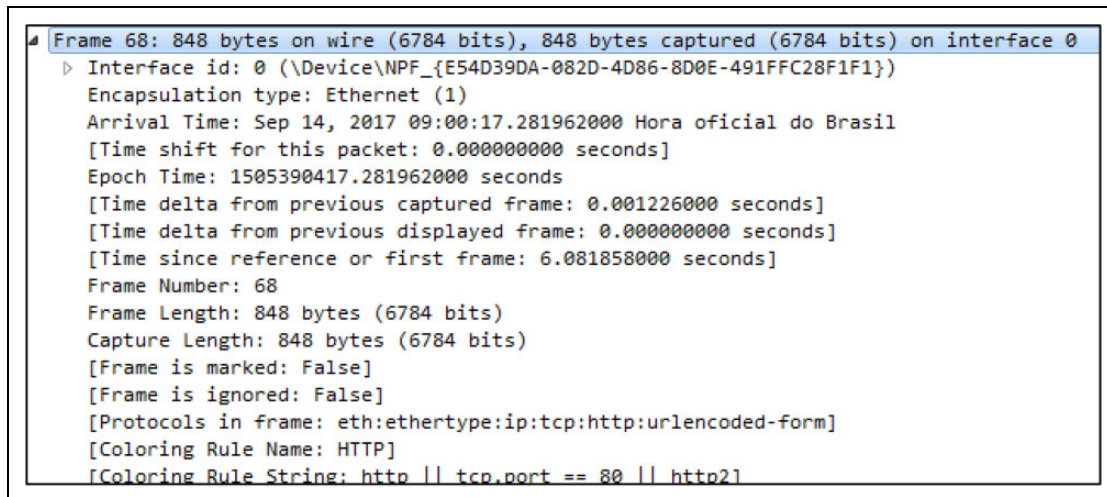 Frame 68: 848 bytes on wire (6784 bits), 848 bytes captured (6784 bits) on interface 0
Interface id: 0 (\Device\NPF_{E54D39DA-082D-4D86-8D0E-491FFC28F1F1})
Encapsulation type: Ethernet (1)
Arrival Time: Sep 14, 2017 09:00:17.281962000 Hora oficial do Brasil
[Time shift for this packet: 0.000000000 seconds]
Epoch Time: 1505390417.281962000 seconds
[Time delta from previous captured frame: 0.001226000 seconds]
[Time delta from previous displayed frame: 0.000000000 seconds]
[Time since reference or first frame: 6.081858000 seconds]
Frame Number: 68
Frame Length: 848 bytes (6784 bits)
Capture Length: 848 bytes (6784 bits)
[Frame is marked: False]
[Frame is ignored: False]
[Protocols in frame: eth:ethertype:ip:tcp:http:urlencoded-form]
[Coloring Rule Name: HTTP]
[Coloring Rule String: http || tcp.port == 80 || http2]